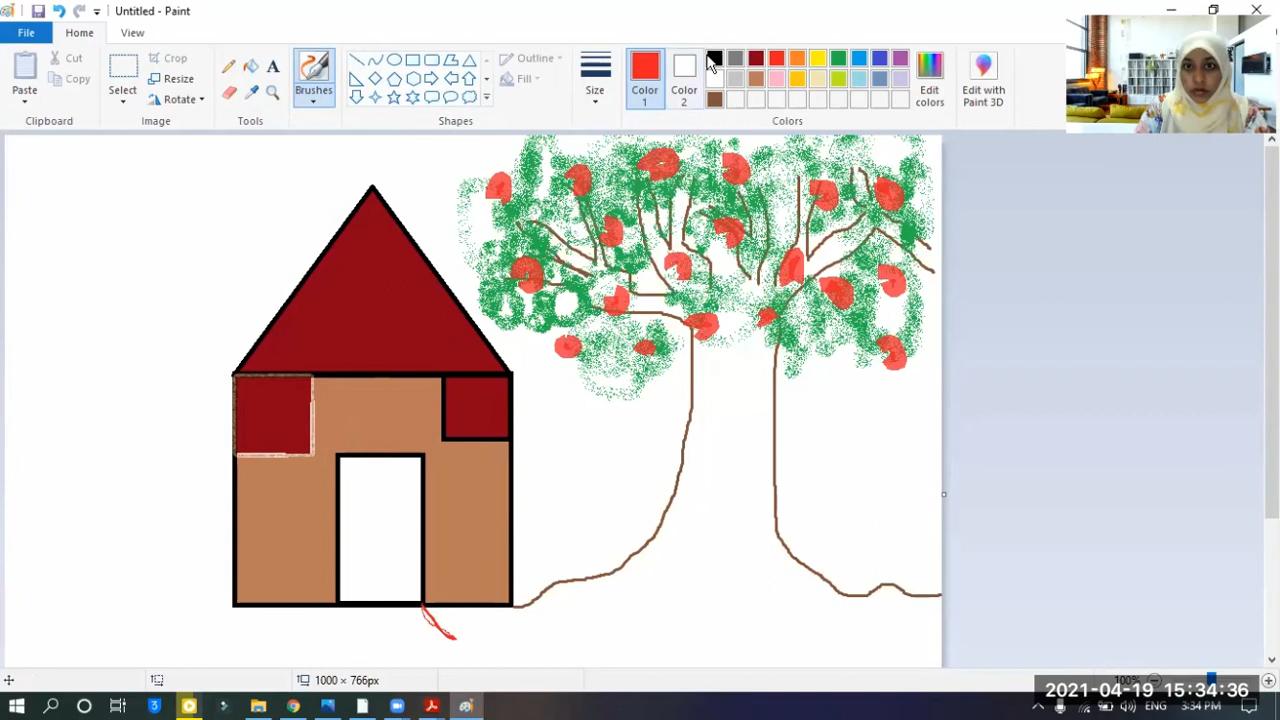 Untitled - Paint
File
Home
View
Paste
Cut
Copy
Clipboard
Select
Crop
Resize
Rotate
Image
A
Tools
Brushes
Shapes
Outline
Fill
Size
Color 1
Color 2
Edit colors
Edit with Paint 3D
Colors
1000 × 766px
100%
2021-04-19 15:34:36
ENG
3:34 PM